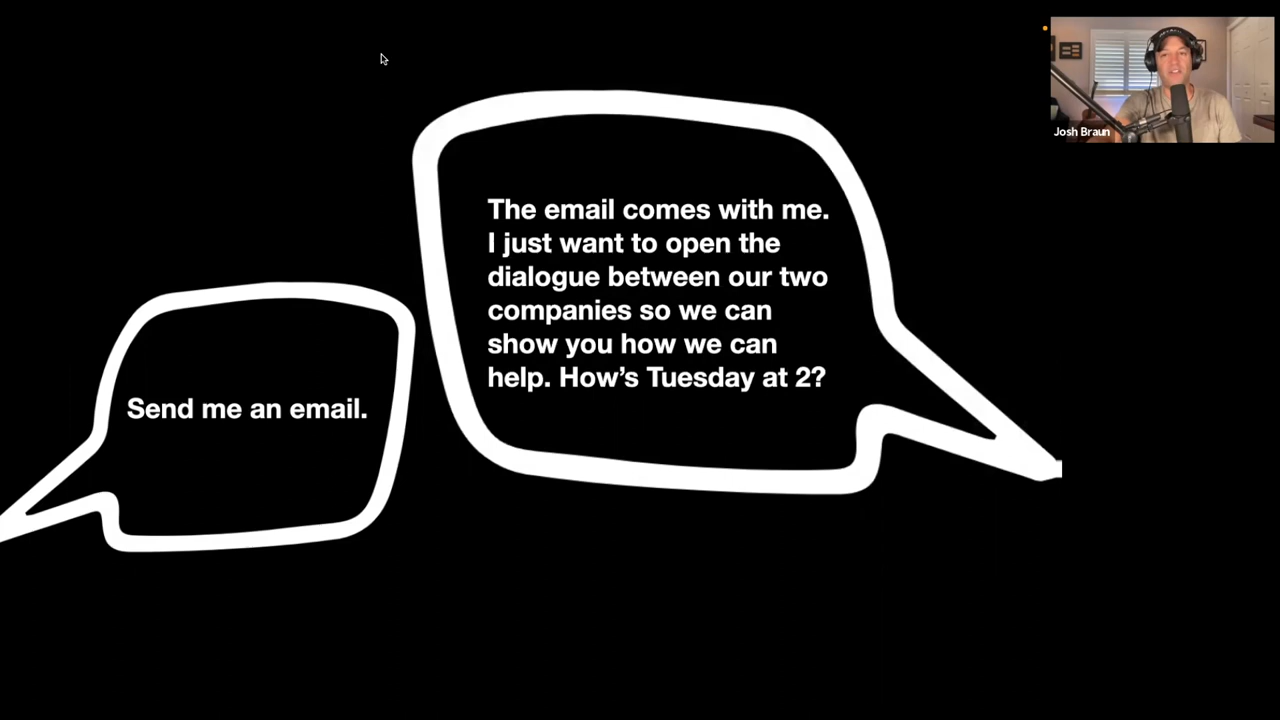 Send me an email.
The email comes with me.
I just want to open the
dialogue between our two
companies so we can
show you how we can
help. How’s Tuesday at 2?
Josh Braun